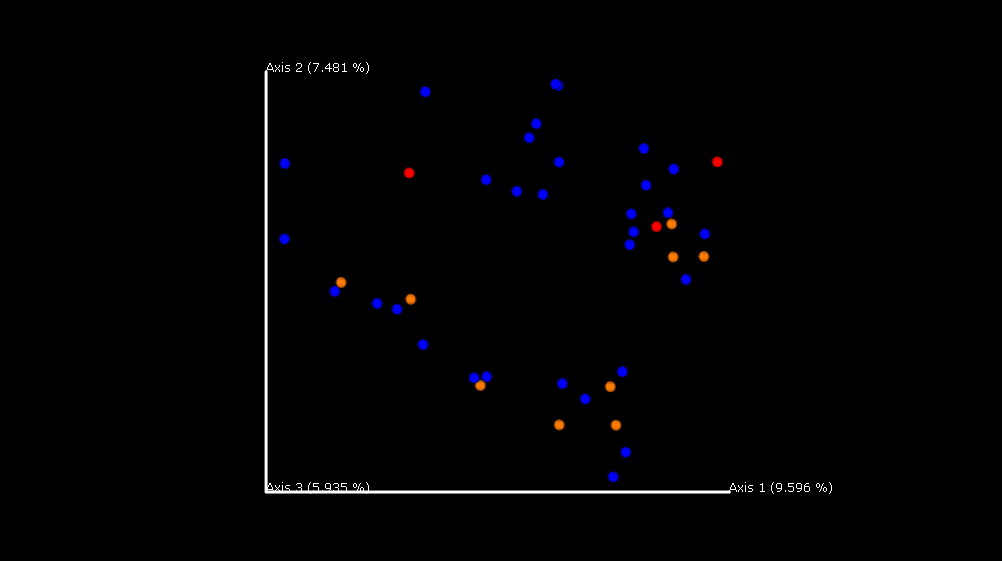 Axis 2 (7.481 %)
Axis 3 (5.935 %)
Axis 1 (9.596 %)